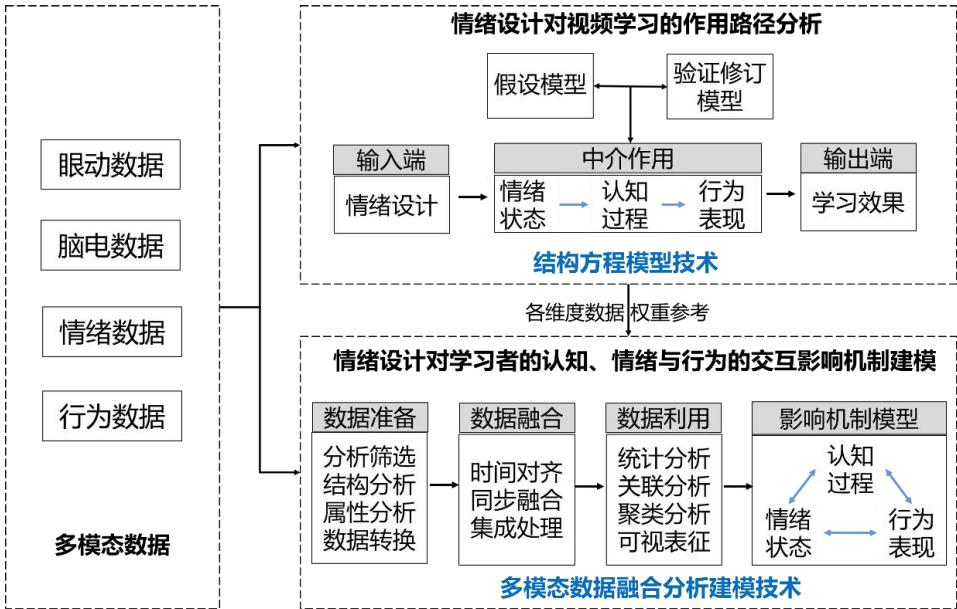 眼动数据
脑电数据
情绪数据
行为数据
多模态数据
情绪设计对视频学习的作用路径分析
假设模型
验证修订
模型
输入端
情绪设计
中介作用
情绪
状态
认知
过程
行为
表现
输出端
学习效果
结构方程模型技术
各维度数据 权重参考
情绪设计对学习者的认知、情绪与行为的交互影响机制建模
数据准备
分析筛选
结构分析
属性分析
数据转换
数据融合
时间对齐
同步融合
集成处理
数据利用
统计分析
关联分析
聚类分析
可视表征
影响机制模型
认知
过程
情绪
状态
行为
表现
多模态数据融合分析建模技术